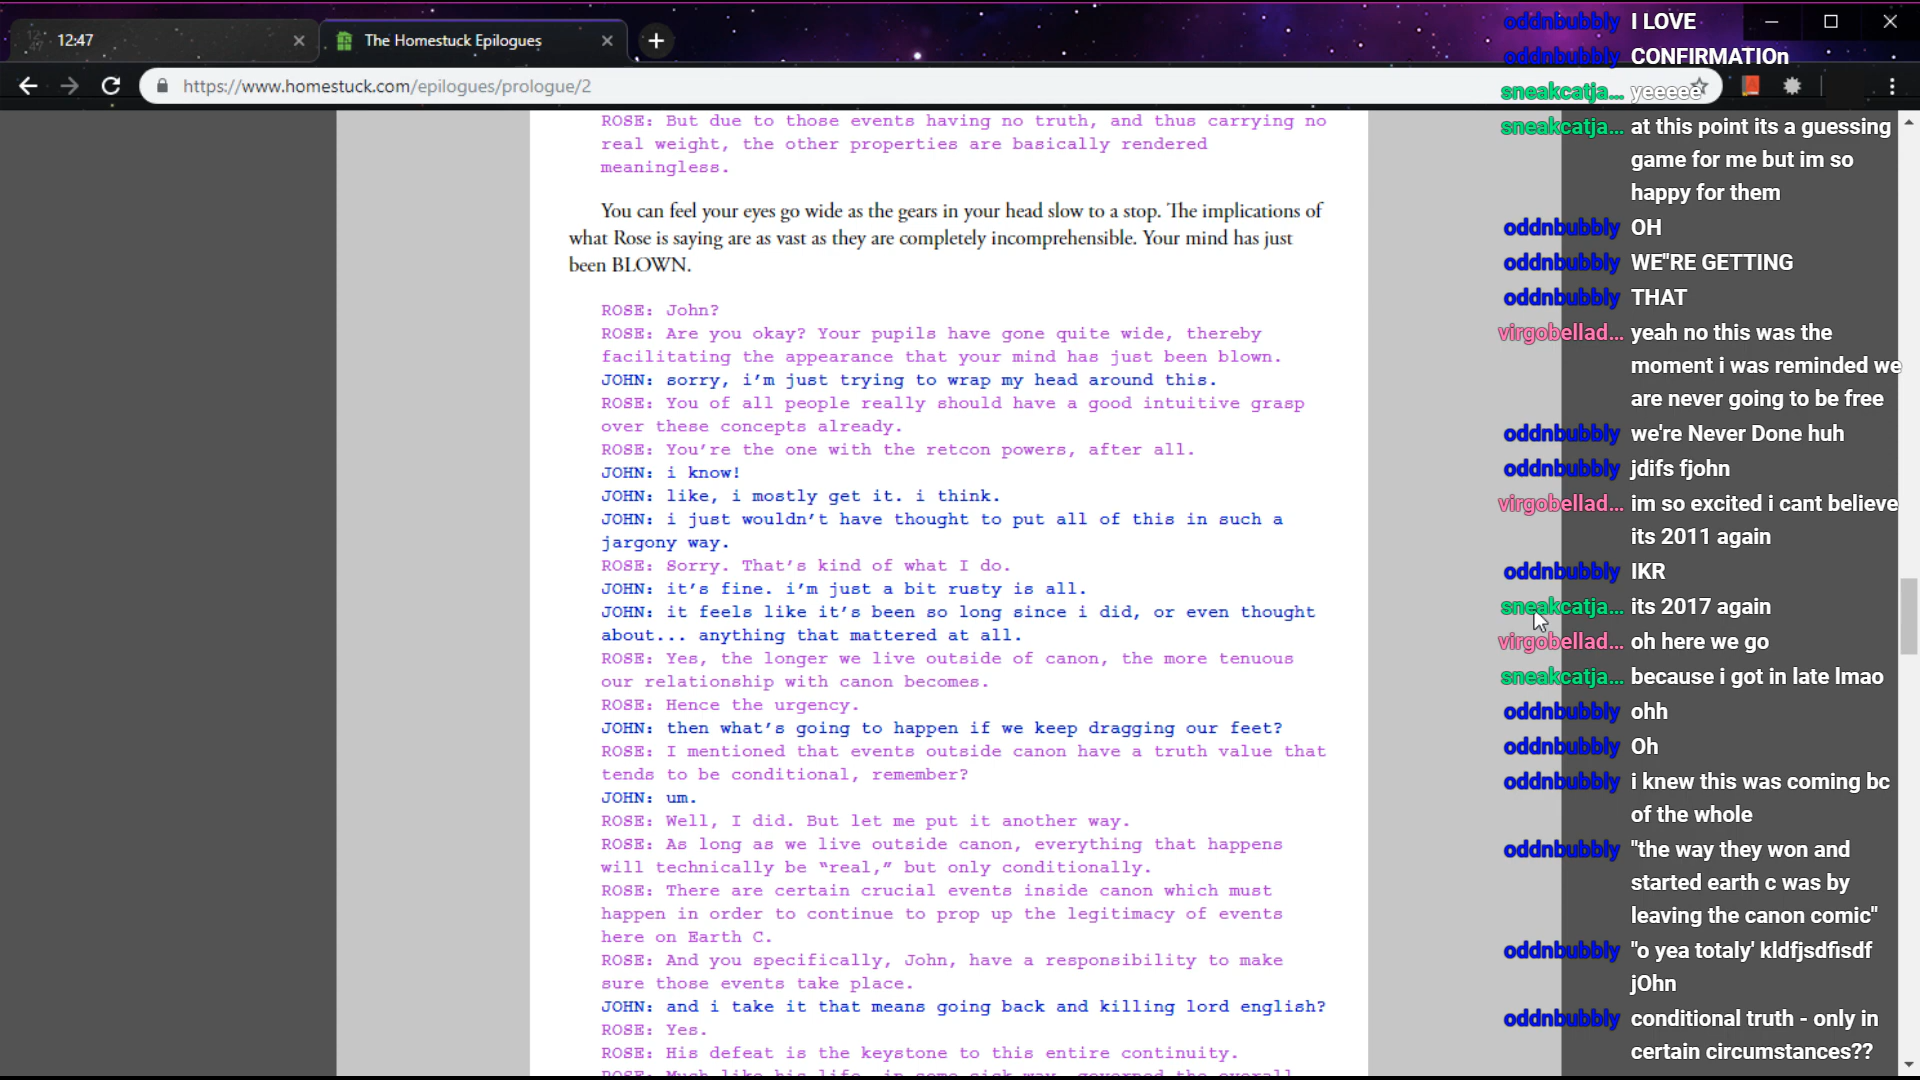 12:47
The Homestuck Epilogues
https://www.homestuck.com/epilogues/prologue/2
ROSE: But due to those events having no truth, and thus carrying no
real weight, the other properties are basically rendered
meaningless.
You can feel your eyes go wide as the gears in your head slow to a stop. The implications of
what Rose is saying are as vast as they are completely incomprehensible. Your mind has just
been BLOWN.
ROSE: John?
ROSE: Are you okay? Your pupils have gone quite wide, thereby
facilitating the appearance that your mind has just been blown.
JOHN: sorry, i’m just trying to wrap my head around this.
ROSE: You of all people really should have a good intuitive grasp
over these concepts already.
ROSE: You’re the one with the retcon powers, after all.
JOHN: i know!
JOHN: like, i mostly get it. i think.
JOHN: i just wouldn’t have thought to put all of this in such a
jargony way.
ROSE: Sorry. That’s kind of what I do.
JOHN: it’s fine. i’m just a bit rusty is all.
JOHN: it feels like it’s been so long since i did, or even thought
about... anything that mattered at all.
ROSE: Yes, the longer we live outside of canon, the more tenuous
our relationship with canon becomes.
ROSE: Hence the urgency.
JOHN: then what’s going to happen if we keep dragging our feet?
ROSE: I mentioned that events outside canon have a truth value that
tends to be conditional, remember?
JOHN: um.
ROSE: Well, I did. But let me put it another way.
ROSE: As long as we live outside canon, everything that happens
will technically be “real,” but only conditionally.
ROSE: There are certain crucial events inside canon which must
happen in order to continue to prop up the legitimacy of events
here on Earth C.
ROSE: And you specifically, John, have a responsibility to make
sure those events take place.
JOHN: and i take it that means going back and killing lord english?
ROSE: Yes.
ROSE: His defeat is the keystone to this entire continuity.
ROSE: Much like his life, in some sick way, governed the overall
oddnbubbly I LOVE
oddnbubbly CONFIRMATIOn
sneakcatja... yeeeee
sneakcatja... at this point its a guessing
game for me but im so
happy for them
oddnbubbly OH
oddnbubbly WE"RE GETTING
oddnbubbly THAT
virgobellad... yeah no this was the
moment i was reminded we
are never going to be free
oddnbubbly we're Never Done huh
oddnbubbly jdifs fjohn
virgobellad... im so excited i cant believe
its 2011 again
oddnbubbly IKR
sneakcatja... its 2017 again
virgobellad... oh here we go
sneakcatja... because i got in late lmao
oddnbubbly ohh
oddnbubbly Oh
oddnbubbly i knew this was coming bc
of the whole
oddnbubbly "the way they won and
started earth c was by
leaving the canon comic"
oddnbubbly "o yea totaly' kldfjsdfisdf
jOhn
oddnbubbly conditional truth - only in
certain circumstances??